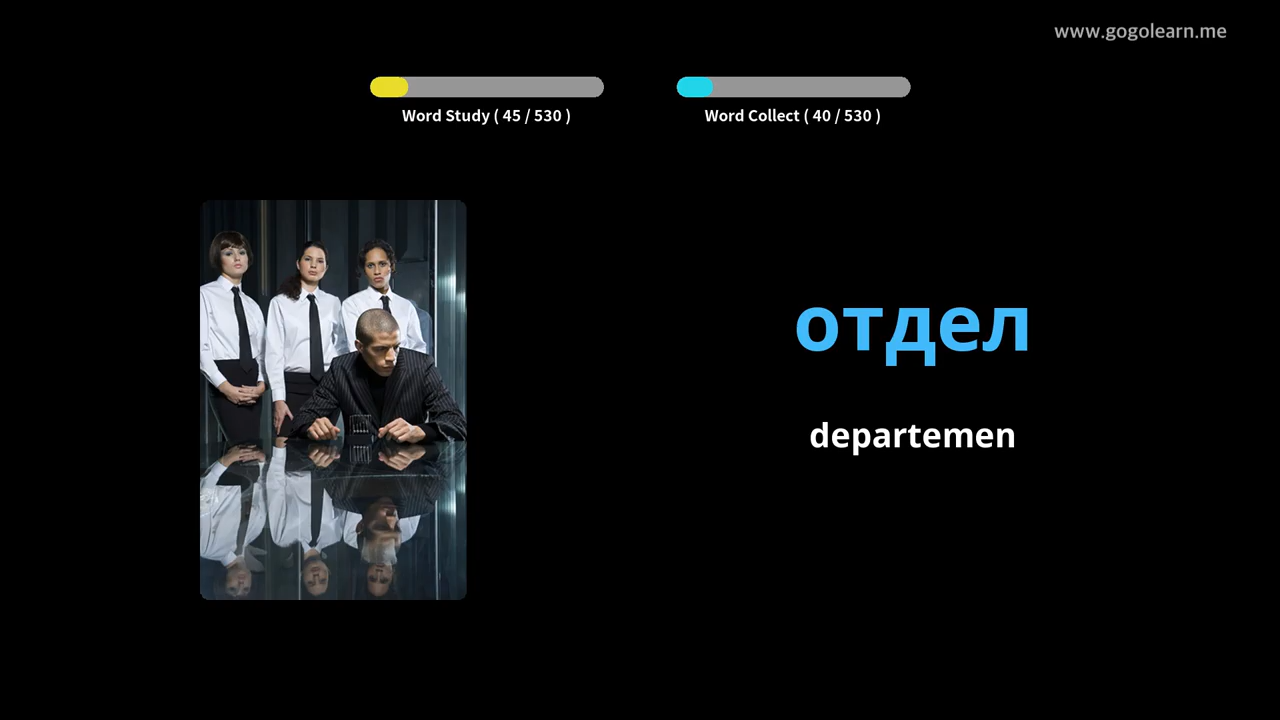 www.gogolearn.me
Word Study ( 45 / 530 )
Word Collect ( 40 / 530 )
отдел
departemen